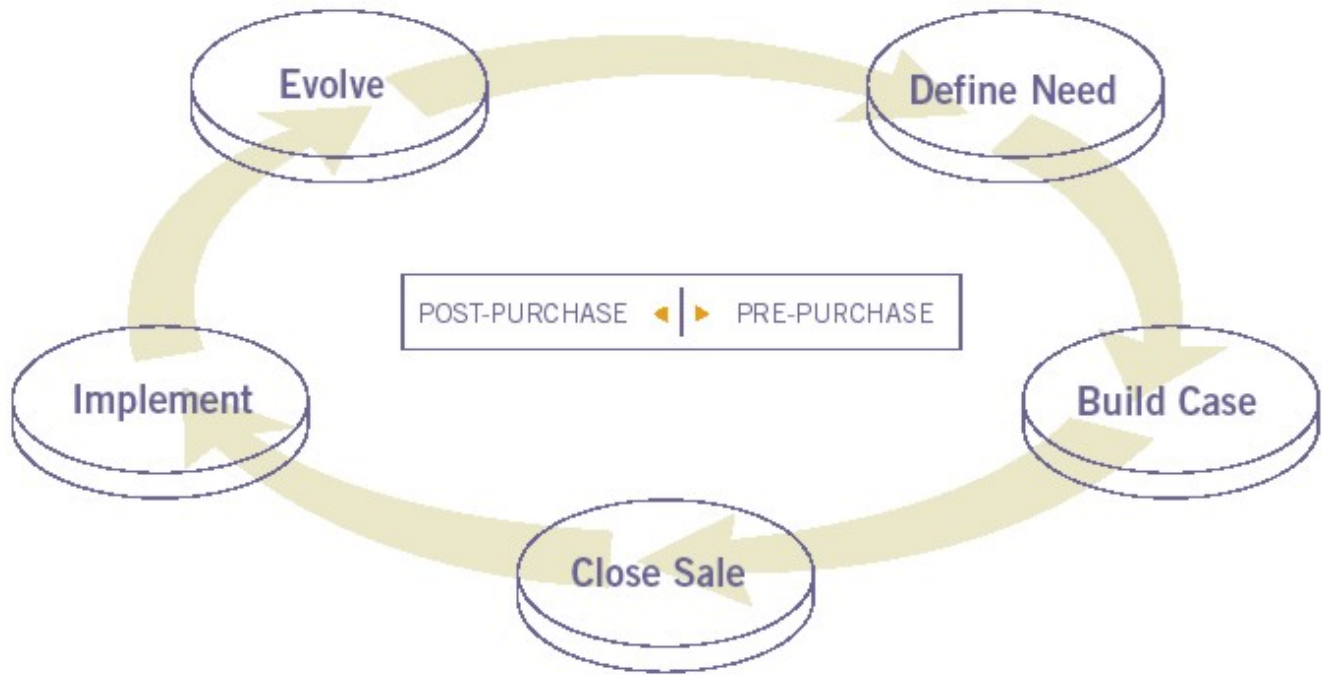 Evolve
Define Need
POST-PURCHASE
PRE-PURCHASE
Implement
Build Case
Close Sale